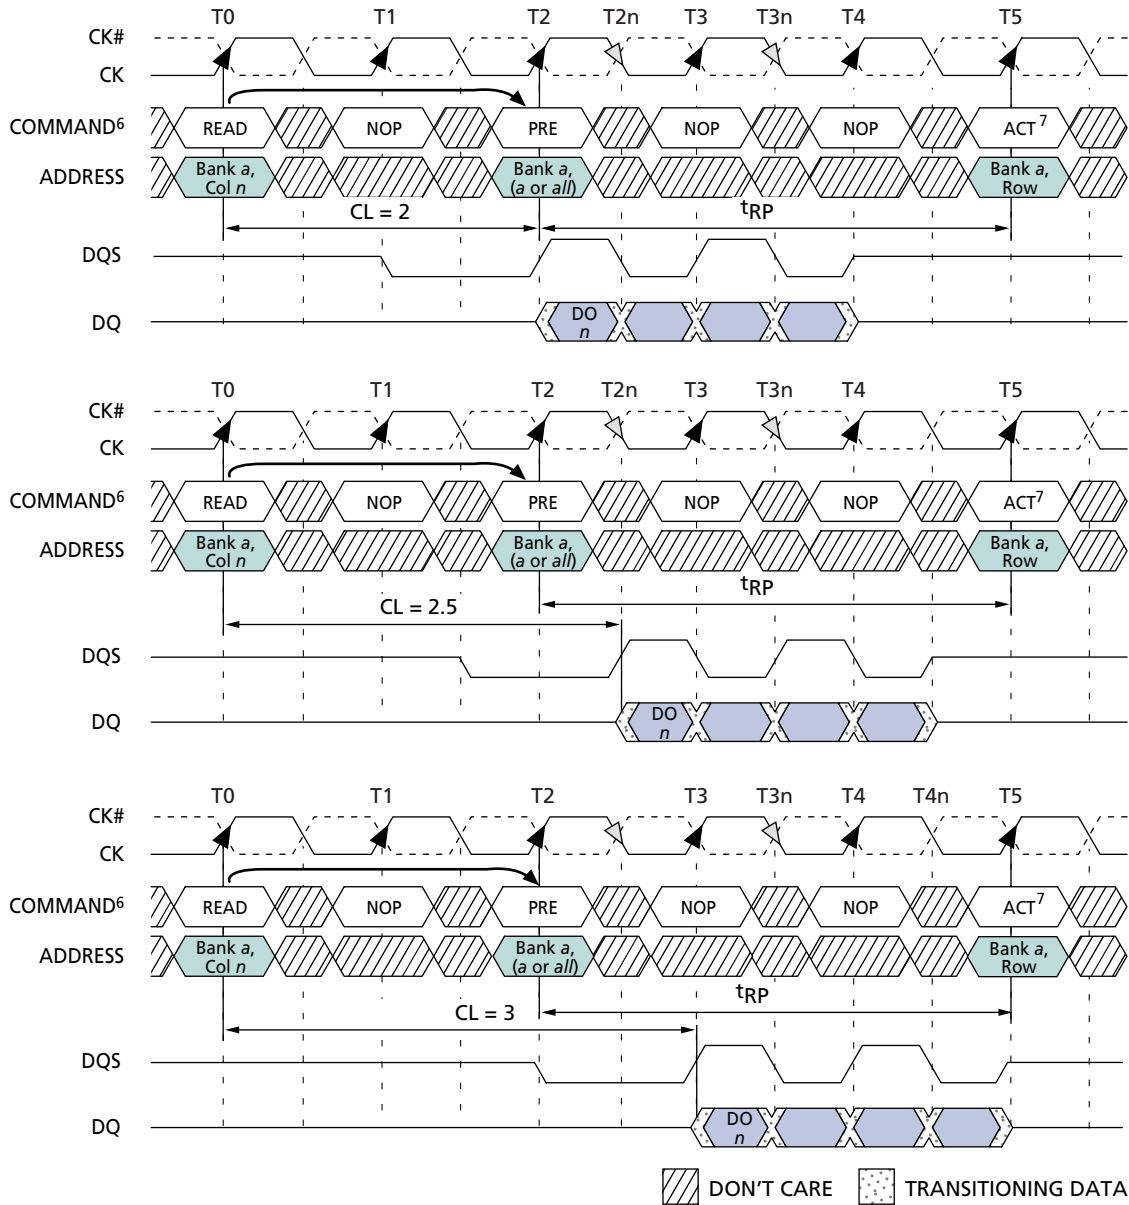 T0 T1 T2 T2n T3 T3n T4 T5
CK#
CK
COMMAND6 READ NOP PRE NOP NOP ACT7
ADDRESS Bank a, Col n Bank a, (a or all) Bank a, Row
CL = 2 tRP
DQS
DQ DO n
T0 T1 T2 T2n T3 T3n T4 T5
CK#
CK
COMMAND6 READ NOP PRE NOP NOP ACT7
ADDRESS Bank a, Col n Bank a, (a or all) Bank a, Row
tRP
CL = 2.5
DQS
DQ DO n
T0 T1 T2 T3 T3n T4 T4n T5
CK#
CK
COMMAND6 READ NOP PRE NOP NOP ACT7
ADDRESS Bank a, Col n Bank a, (a or all) Bank a, Row
tRP
CL = 3
DQS
DQ DO n
DON'T CARE TRANSITIONING DATA